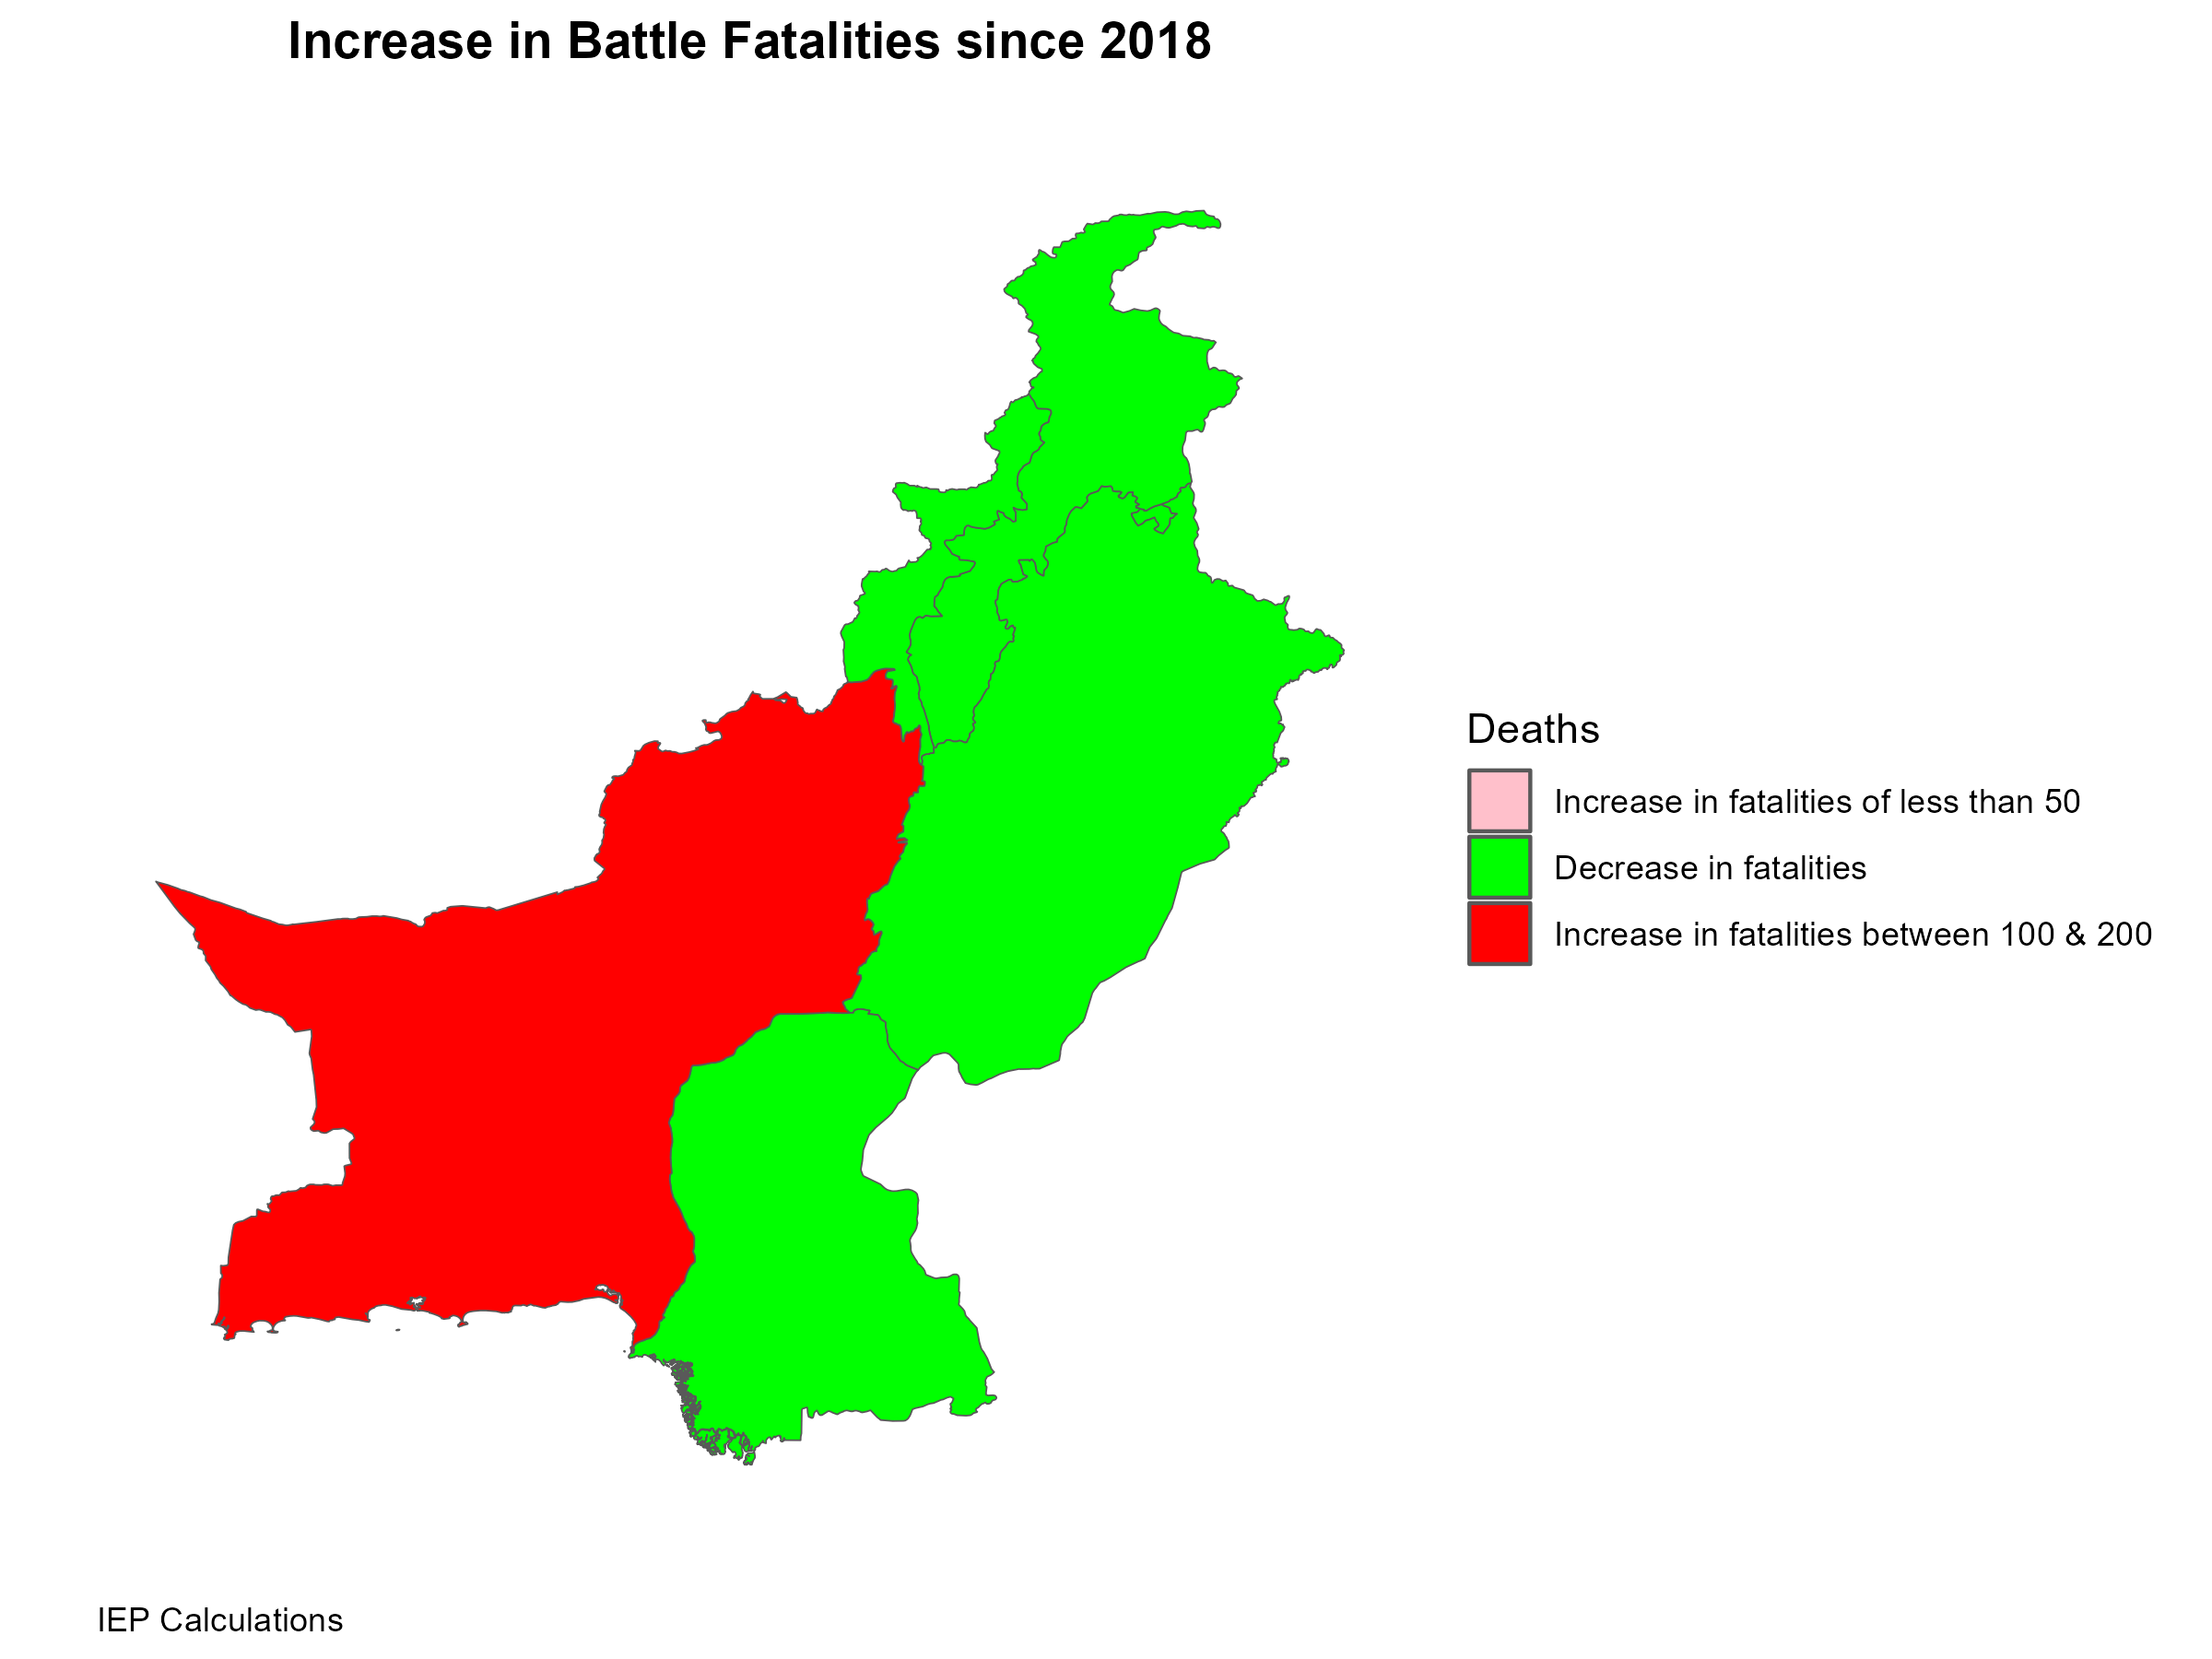 Increase in Battle Fatalities since 2018
Deaths
Increase in fatalities of less than 50
Decrease in fatalities
Increase in fatalities between 100 & 200
IEP Calculations